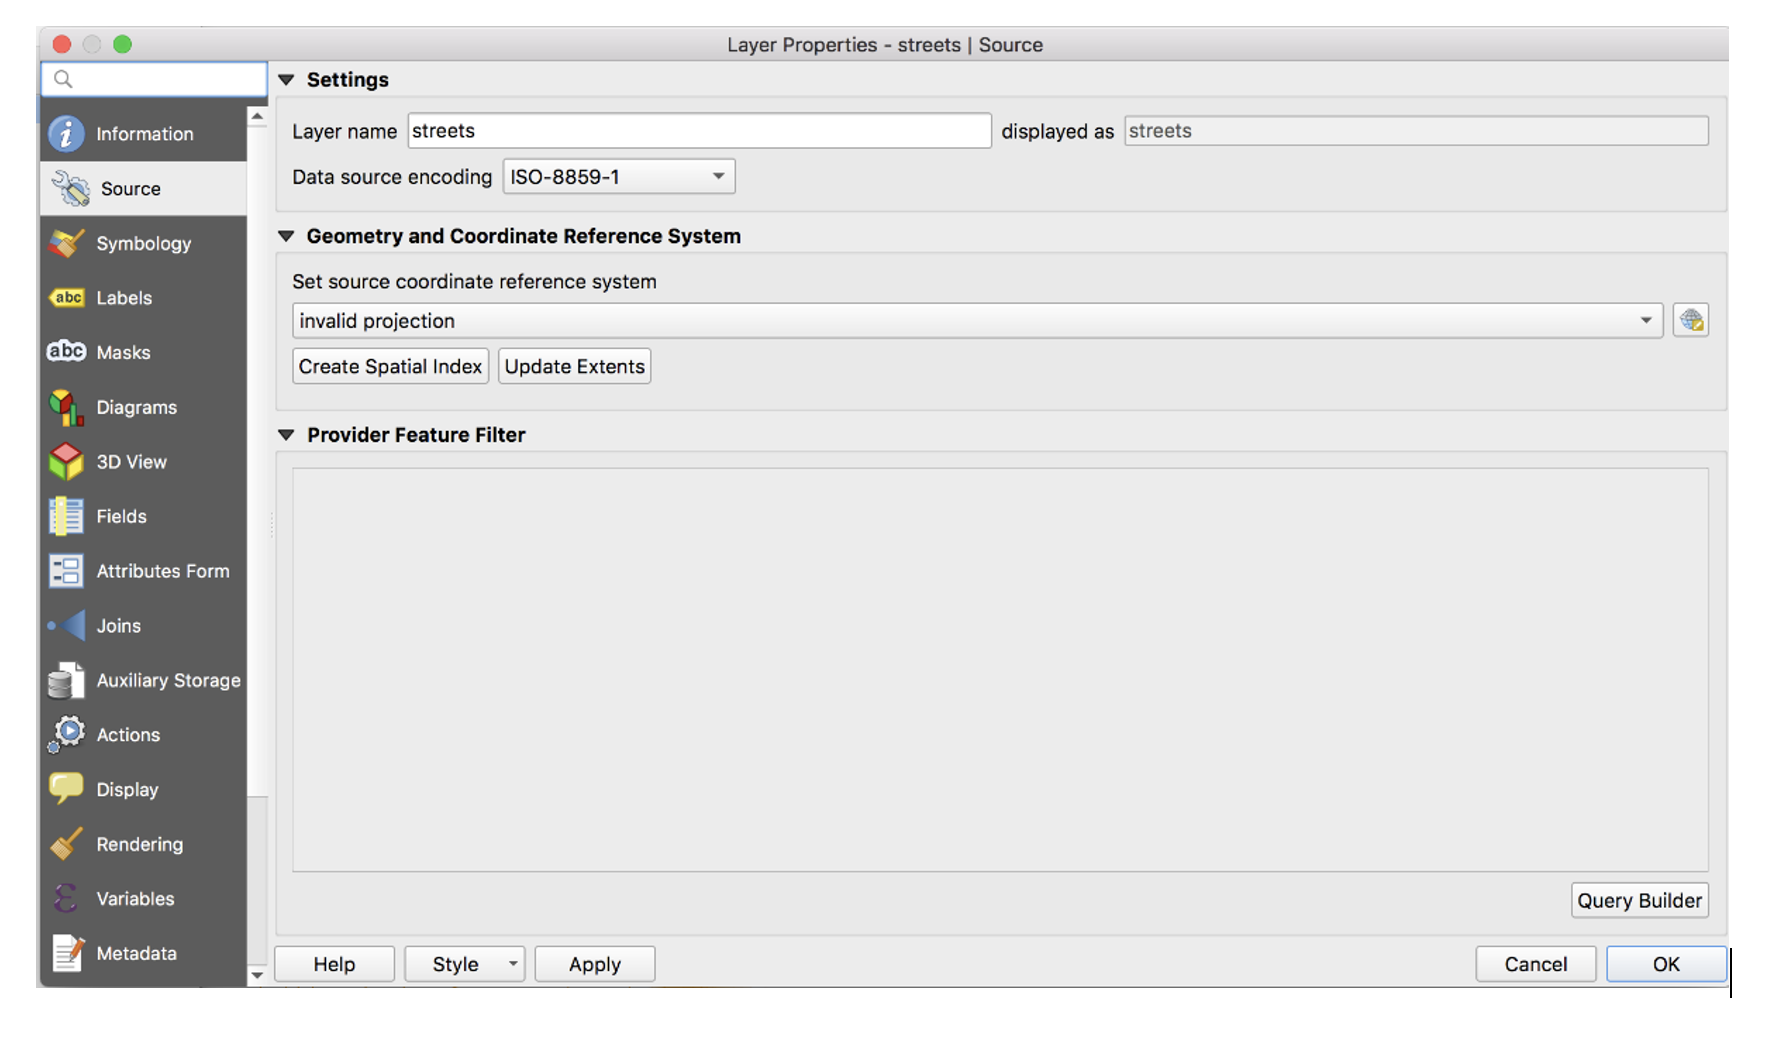 Layer Properties - streets | Source
Information
Source
Symbology
abc Labels
abc Masks
Diagrams
3D View
Fields
Attributes Form
Joins
Auxiliary Storage
Actions
Display
Rendering
Variables
Metadata
Settings
Layer name streets displayed as streets
Data source encoding ISO-8859-1
Geometry and Coordinate Reference System
Set source coordinate reference system
invalid projection
Create Spatial Index Update Extents
Provider Feature Filter
Query Builder
Help Style Apply Cancel OK